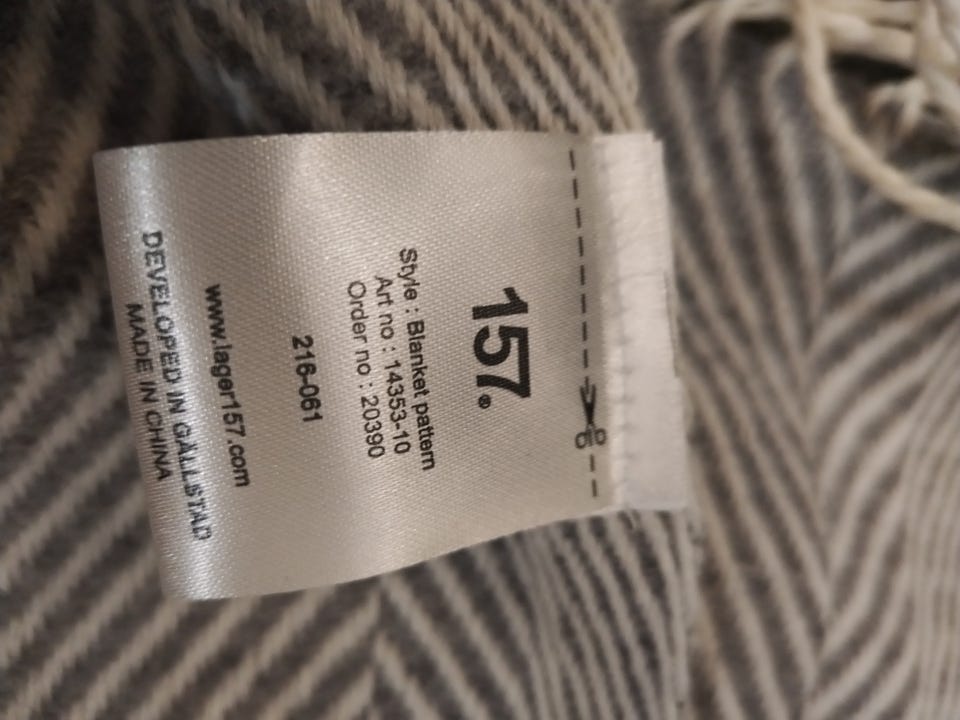 157®
Style : Blanket pattern
Art no : 14353-10
Order no : 20390
216-061
www.lager157.com
DEVELOPED IN GÄLLSTAD
MADE IN CHINA